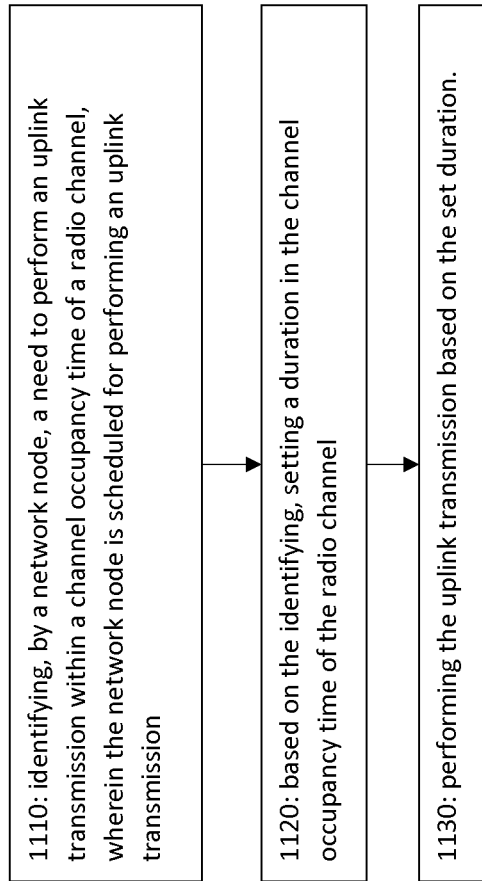 1110: identifying, by a network node, a need to perform an uplink
transmission within a channel occupancy time of a radio channel,
wherein the network node is scheduled for performing an uplink
transmission
1120: based on the identifying, setting a duration in the channel
occupancy time of the radio channel
1130: performing the uplink transmission based on the set duration.